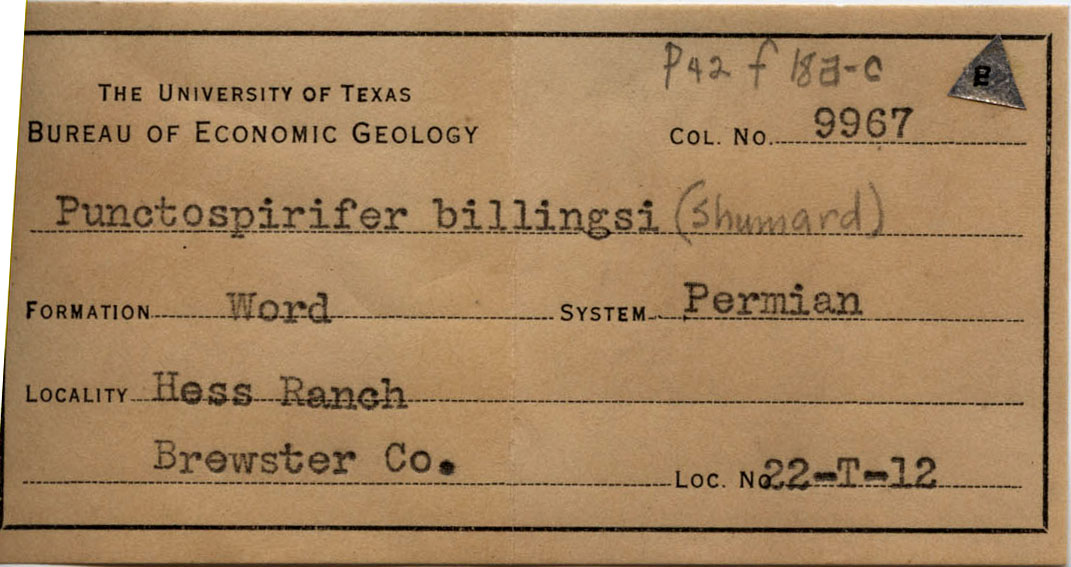 P42 f 18a-c
B
THE UNIVERSITY OF TEXAS
BUREAU OF ECONOMIC GEOLOGY
COL. NO. 9967
Punctospirifer billingsi (Shumard)
FORMATION Word SYSTEM Permian
LOCALITY Hess Ranch
Brewster Co. LOC. NO 22-T-12